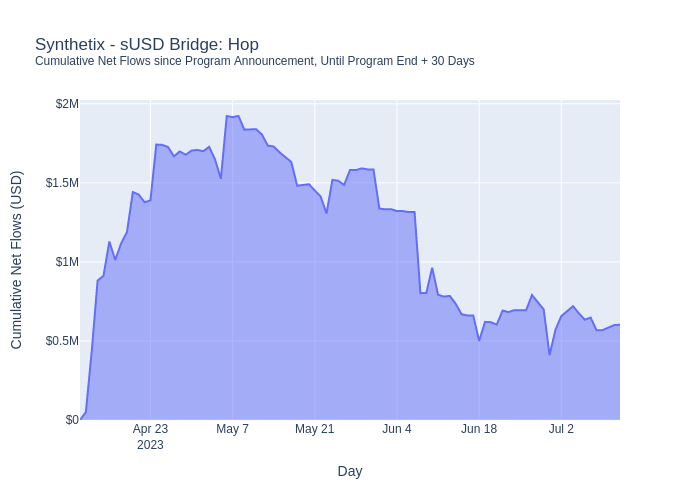 Synthetix - sUSD Bridge: Hop
Cumulative Net Flows since Program Announcement, Until Program End + 30 Days
Cumulative Net Flows (USD)
$2M
$1.5M
$1M
$0.5M
$0
Apr 23
2023
May 7
May 21
Jun 4
Jun 18
Jul 2
Day